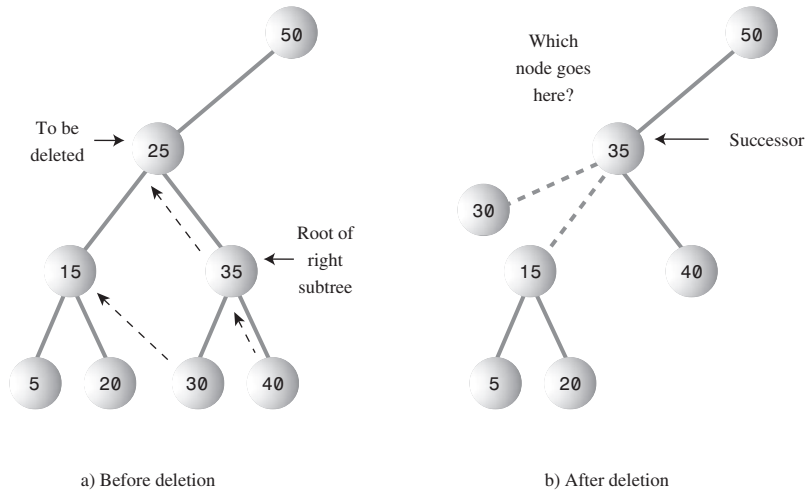 50
To be
deleted
25
Root of
right
subtree
15
35
5
20
30
40
a) Before deletion
Which
node goes
here?
50
35
Successor
30
15
40
5
20
b) After deletion